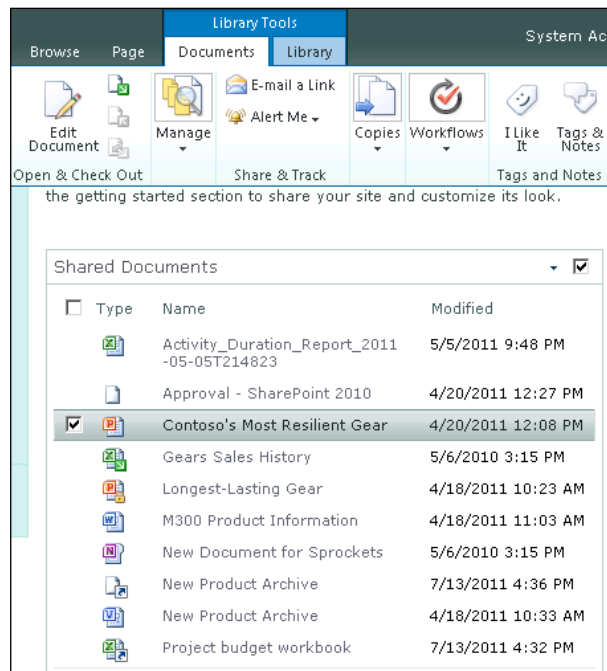 Library Tools
System Ac
Browse Page Documents Library
E-mail a Link
Alert Me
Edit Document
Manage
Copies
Workflows
I Like It
Tags & Notes
Open & Check Out
Share & Track
Tags and Notes
the getting started section to share your site and customize its look.
Shared Documents
Type Name Modified
Activity_Duration_Report_2011 5/5/2011 9:48 PM
-05-05T214823
Approval - SharePoint 2010 4/20/2011 12:27 PM
Contoso's Most Resilient Gear 4/20/2011 12:08 PM
Gears Sales History 5/6/2010 3:15 PM
Longest-Lasting Gear 4/18/2011 10:23 AM
M300 Product Information 4/18/2011 11:03 AM
New Document for Sprockets 5/6/2010 3:15 PM
New Product Archive 7/13/2011 4:36 PM
New Product Archive 4/18/2011 10:33 AM
Project budget workbook 7/13/2011 4:32 PM